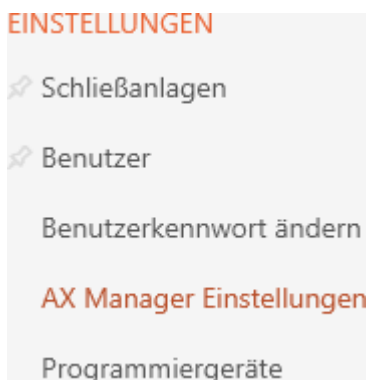 EINSTELLUNGEN
Schließanlagen
Benutzer
Benutzerkennwort ändern
AX Manager Einstellungen
Programmiergeräte